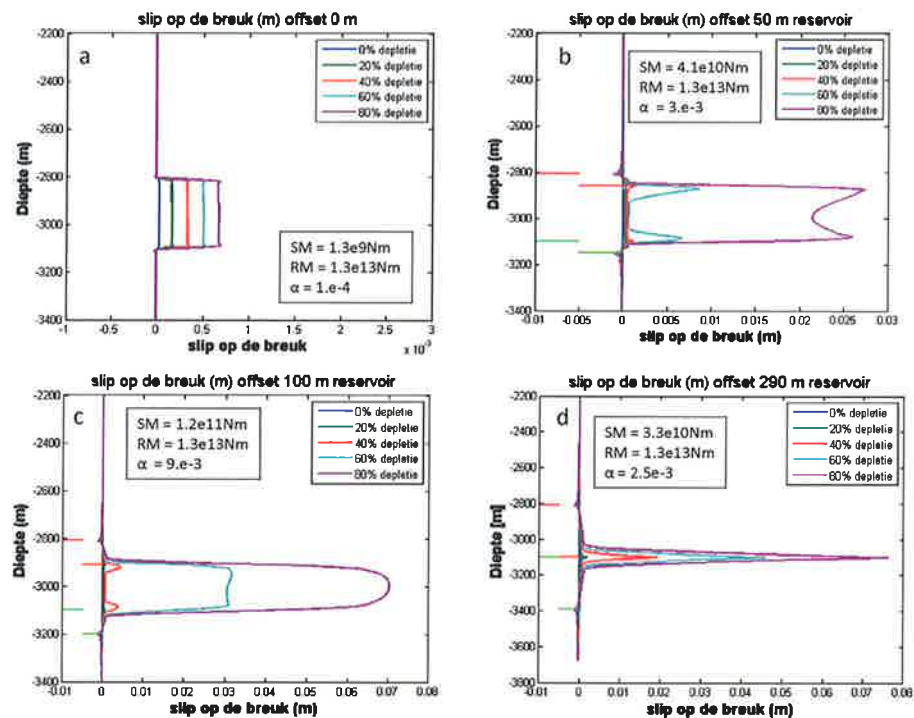 slip op de breuk (m) offset 0 m
a
0% depletie
20% depletie
40% depletie
60% depletie
80% depletie
SM = 1.3e9Nm
RM = 1.3e13Nm
α = 1.e-4
Diepte (m)
-2200
-2400
-2600
-2800
-3000
-3200
-3400
-1
-0.5
0
0.5
1
1.5
2
2.5
3
x 10⁻³
slip op de breuk
slip op de breuk (m) offset 50 m reservoir
b
SM = 4.1e10Nm
RM = 1.3e13Nm
α = 3.e-3
0% depletie
20% depletie
40% depletie
60% depletie
80% depletie
Diepte (m)
-2200
-2400
-2600
-2800
-3000
-3200
-3400
-0.01
-0.005
0
0.005
0.01
0.015
0.02
0.025
0.03
slip op de breuk (m)
slip op de breuk (m) offset 100 m reservoir
c
SM = 1.2e11Nm
RM = 1.3e13Nm
α = 9.e-3
0% depletie
20% depletie
40% depletie
60% depletie
80% depletie
Diepte (m)
-2200
-2400
-2600
-2800
-3000
-3200
-3400
-0.01
0
0.01
0.02
0.03
0.04
0.05
0.06
0.07
0.08
slip op de breuk (m)
slip op de breuk (m) offset 290 m reservoir
d
SM = 3.3e10Nm
RM = 1.3e13Nm
α = 2.5e-3
0% depletie
20% depletie
40% depletie
60% depletie
80% depletie
Diepte [m]
-2200
-2400
-2600
-2800
-3000
-3200
-3400
-3600
-3800
-0.01
0
0.01
0.02
0.03
0.04
0.05
0.06
0.07
0.08
slip op de breuk (m)